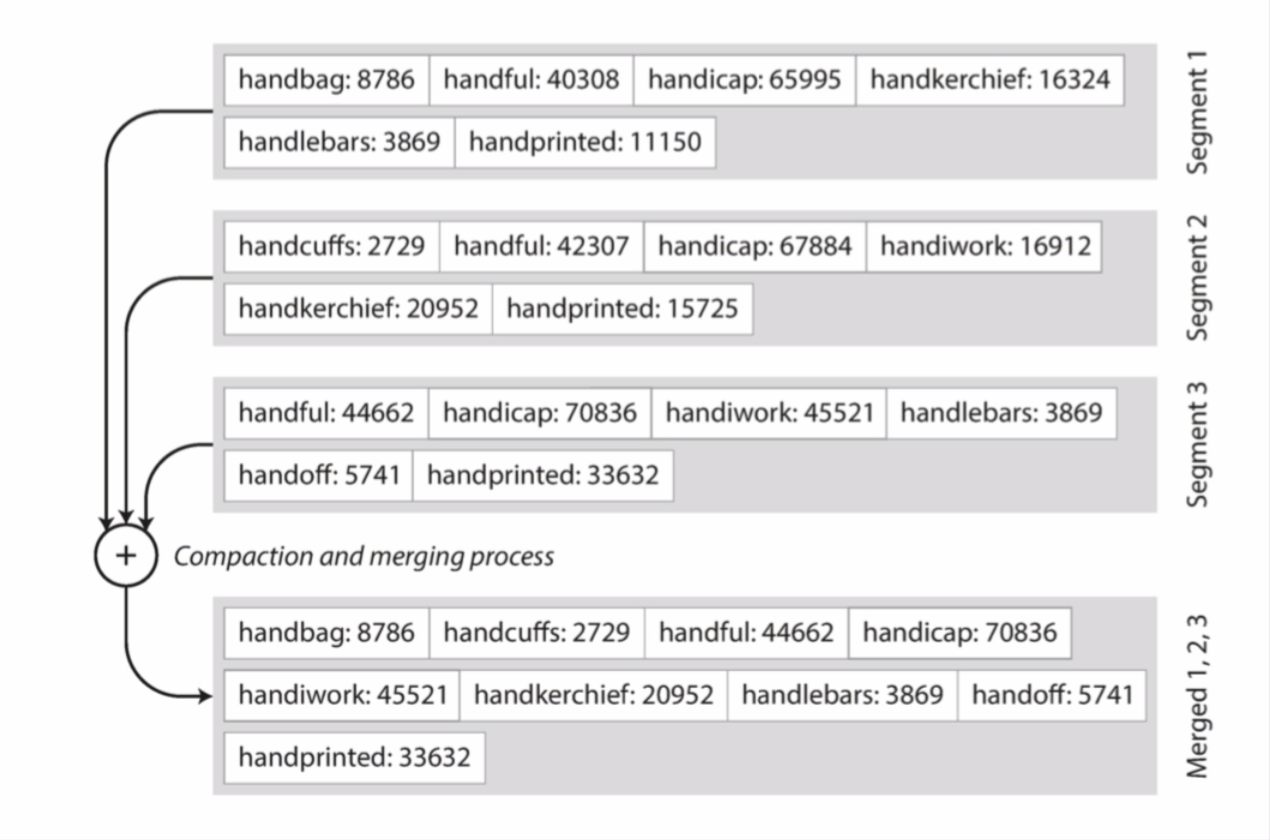 handbag: 8786 handful: 40308 handicap: 65995 handkerchief: 16324
handlebars: 3869 handprinted: 11150
Segment 1
handcuffs: 2729 handful: 42307 handicap: 67884 handiwork: 16912
handkerchief: 20952 handprinted: 15725
Segment 2
handful: 44662 handicap: 70836 handiwork: 45521 handlebars: 3869
handoff: 5741 handprinted: 33632
Segment 3
+ Compaction and merging process
handbag: 8786 handcuffs: 2729 handful: 44662 handicap: 70836
handiwork: 45521 handkerchief: 20952 handlebars: 3869 handoff: 5741
handprinted: 33632
Merged 1, 2, 3